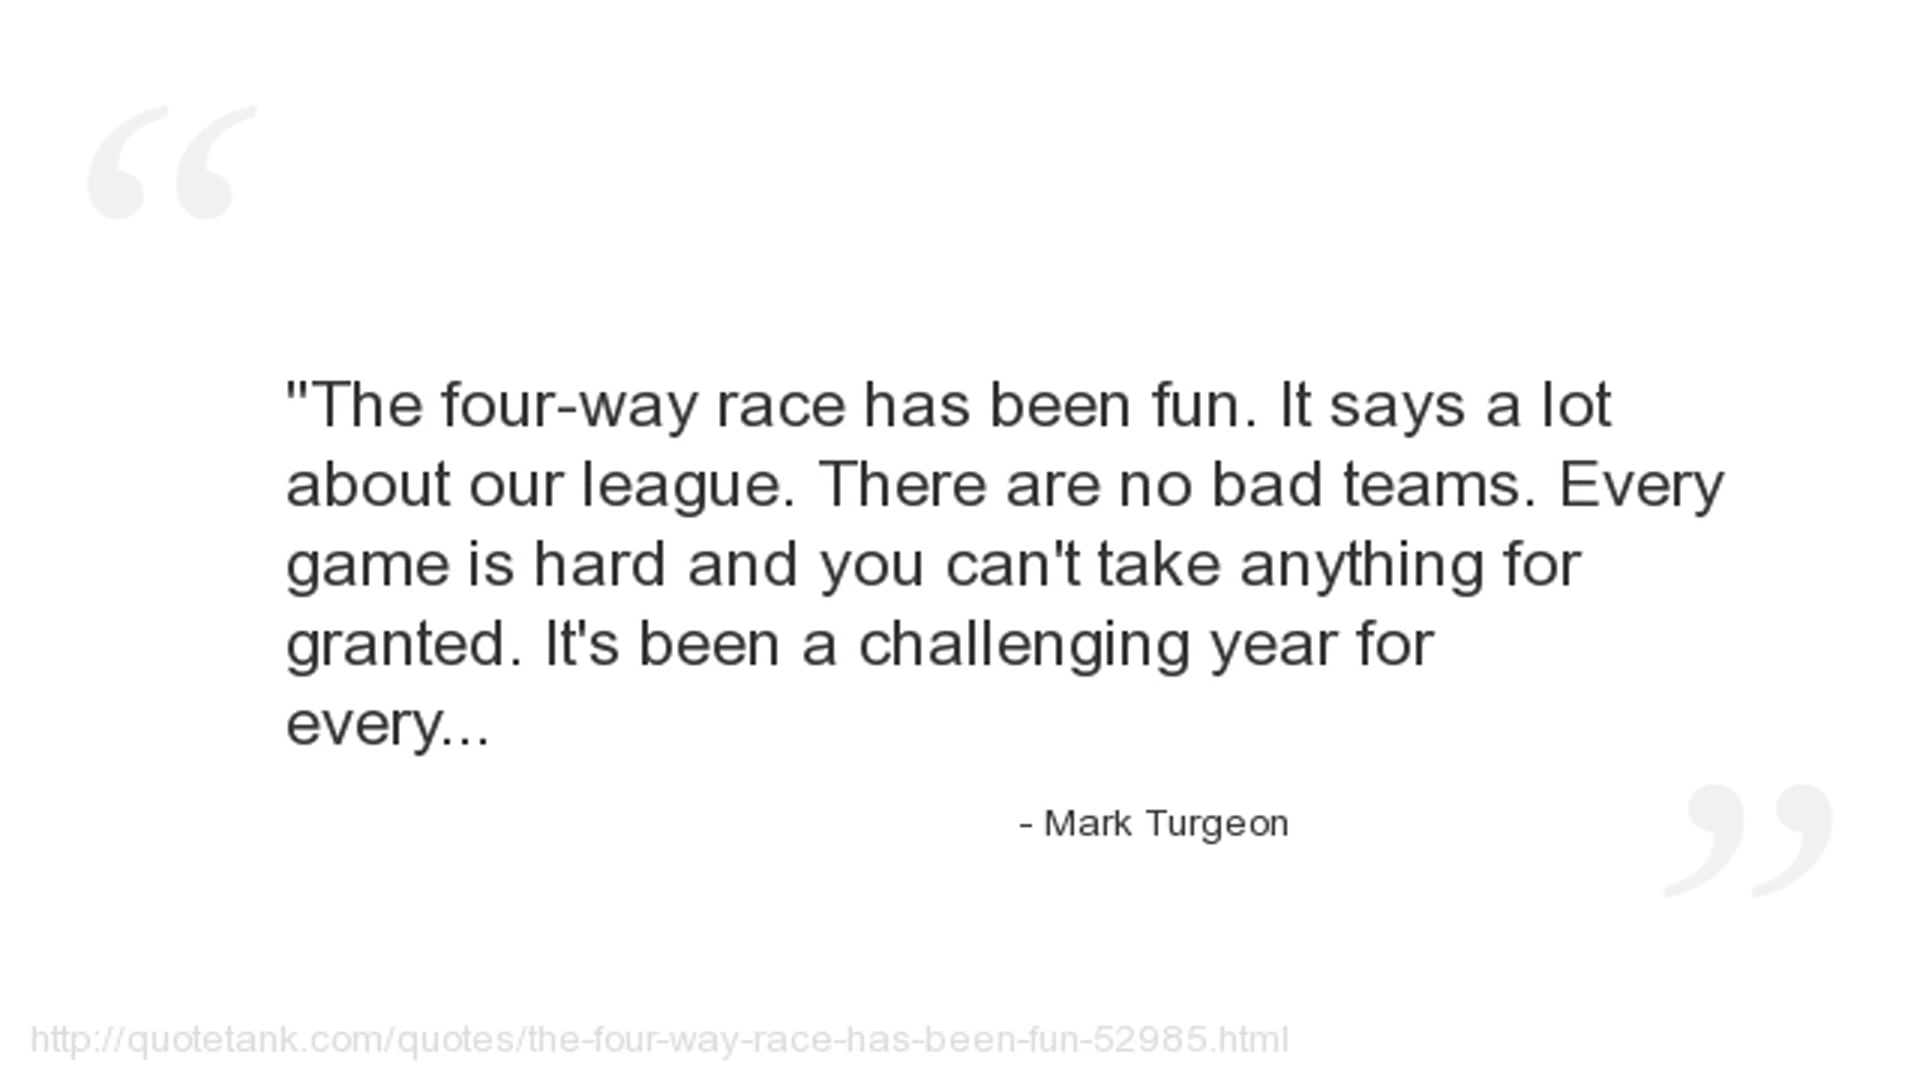 "The four-way race has been fun. It says a lot
about our league. There are no bad teams. Every
game is hard and you can't take anything for
granted. It's been a challenging year for
every...
- Mark Turgeon
http://quotetank.com/quotes/the-four-way-race-has-been-fun-52985.html